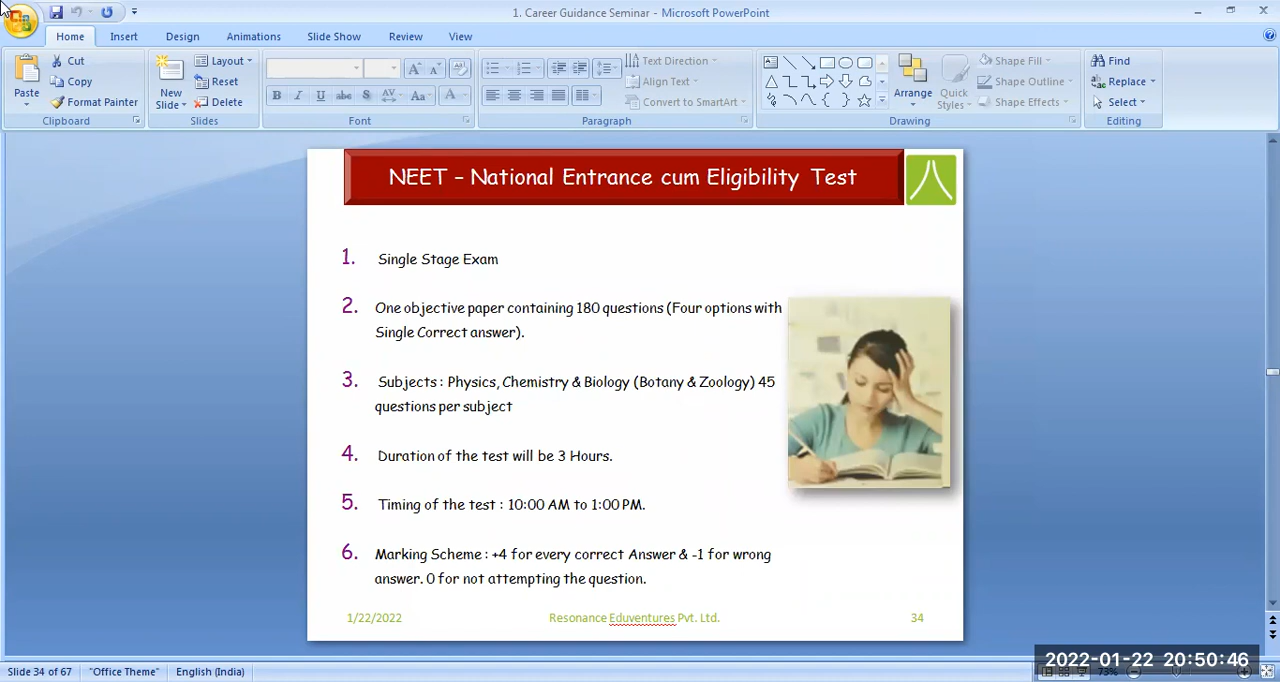 1. Career Guidance Seminar - Microsoft PowerPoint
Home Insert Design Animations Slide Show Review View
Paste
Cut
Copy
Format Painter
Clipboard
New
Slide
Layout
Reset
Delete
Slides
B I U abc S AV Aa A
Font
Text Direction
Align Text
Convert to SmartArt
Paragraph
Arrange
Quick
Styles
Shape Fill
Shape Outline
Shape Effects
Drawing
Find
Replace
Select
Editing
NEET – National Entrance cum Eligibility Test
1. Single Stage Exam
2. One objective paper containing 180 questions (Four options with
Single Correct answer).
3. Subjects : Physics, Chemistry & Biology (Botany & Zoology) 45
questions per subject
4. Duration of the test will be 3 Hours.
5. Timing of the test : 10:00 AM to 1:00 PM.
6. Marking Scheme : +4 for every correct Answer & -1 for wrong
answer. 0 for not attempting the question.
1/22/2022 Resonance Eduventures Pvt. Ltd. 34
Slide 34 of 67 "Office Theme" English (India) 73%
2022-01-22 20:50:46